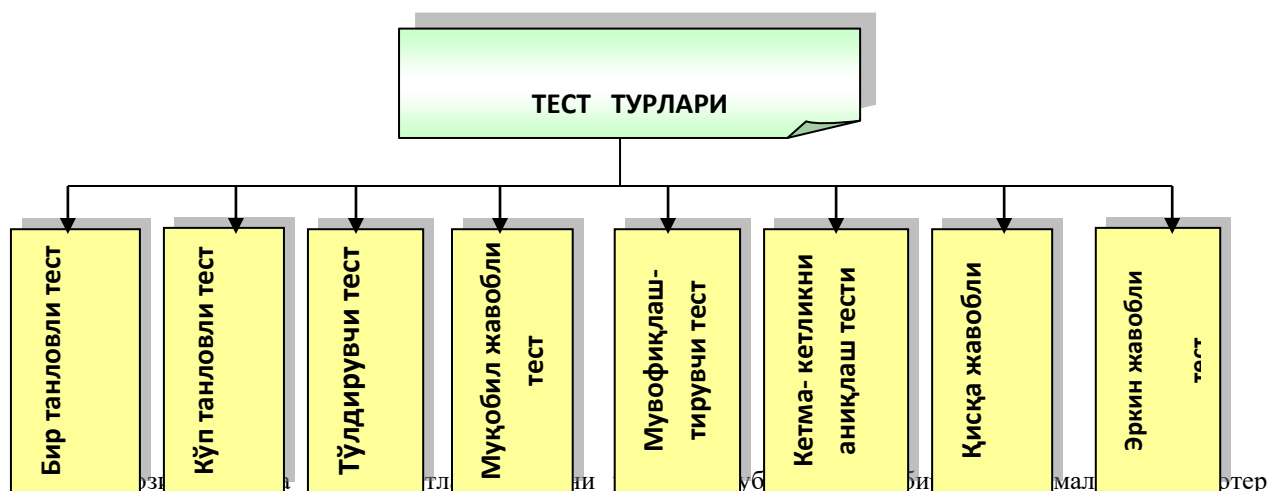 ТЕСТ ТУРЛАРИ
Бир танловли тест
Кўп танловли тест
Тўлдирувчи тест
Муқобил жавобли
тест
Мувофиқлаш-
тирувчи тест
Кетма- кетликни
аниқлаш тести
Қисқа жавобли
Эркин жавобли
тест